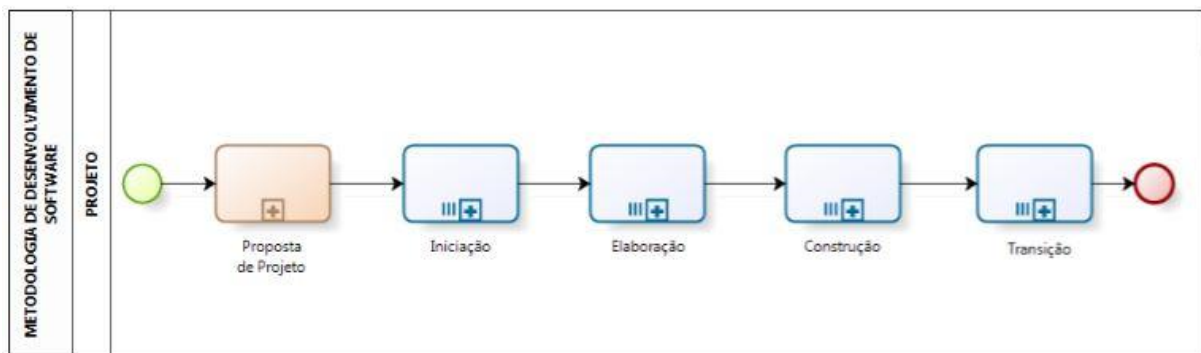 METODOLOGIA DE DESENVOLVIMENTO DE
SOFTWARE
PROJETO
Proposta
de Projeto
Iniciação
Elaboração
Construção
Transição